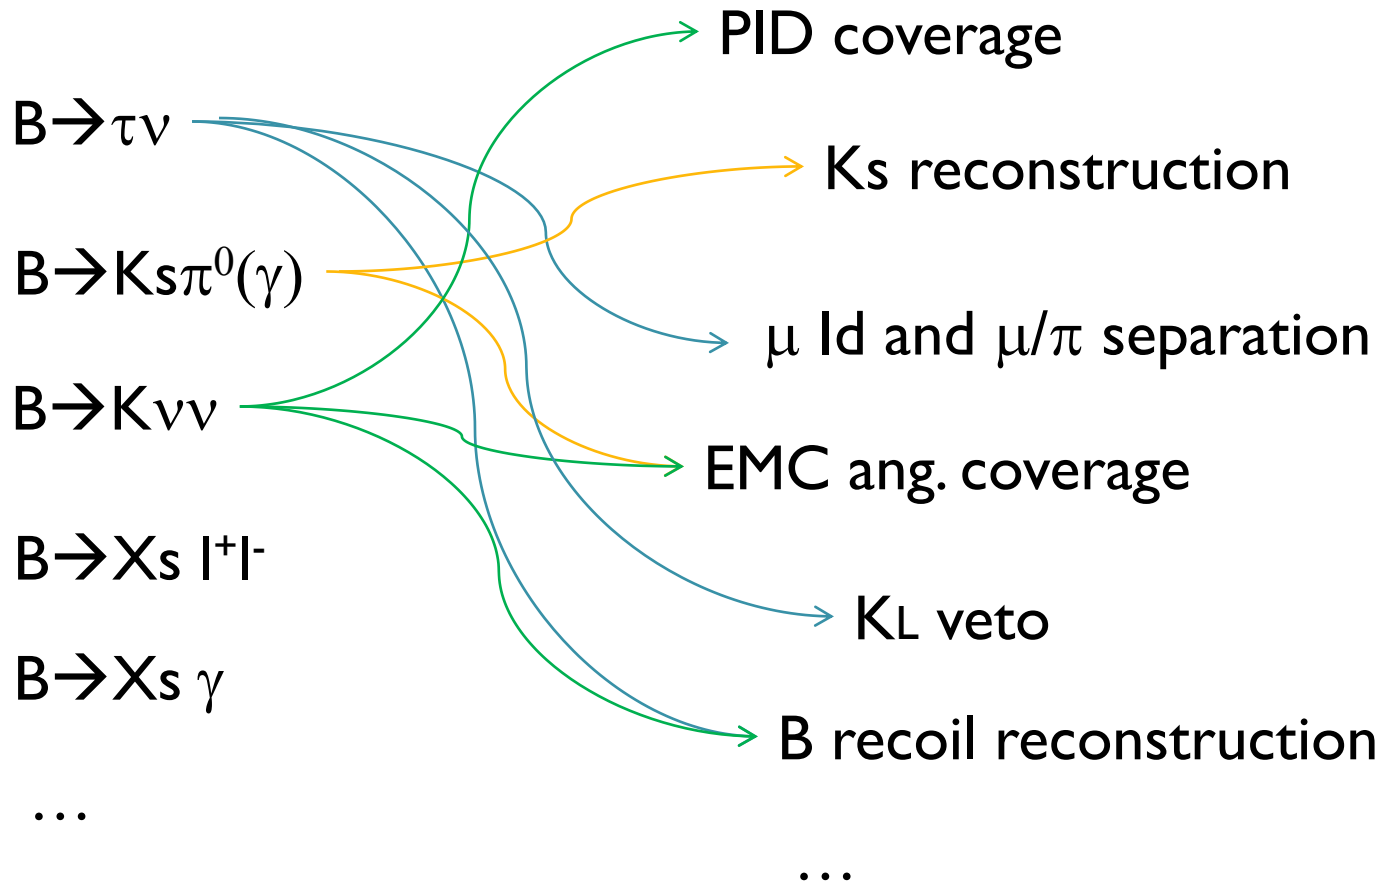 B→τν
B→Ksπ⁰(γ)
B→Kνν
B→Xs l⁺l⁻
B→Xs γ
…
PID coverage
Ks reconstruction
μ Id and μ/π separation
EMC ang. coverage
KL veto
B recoil reconstruction
…